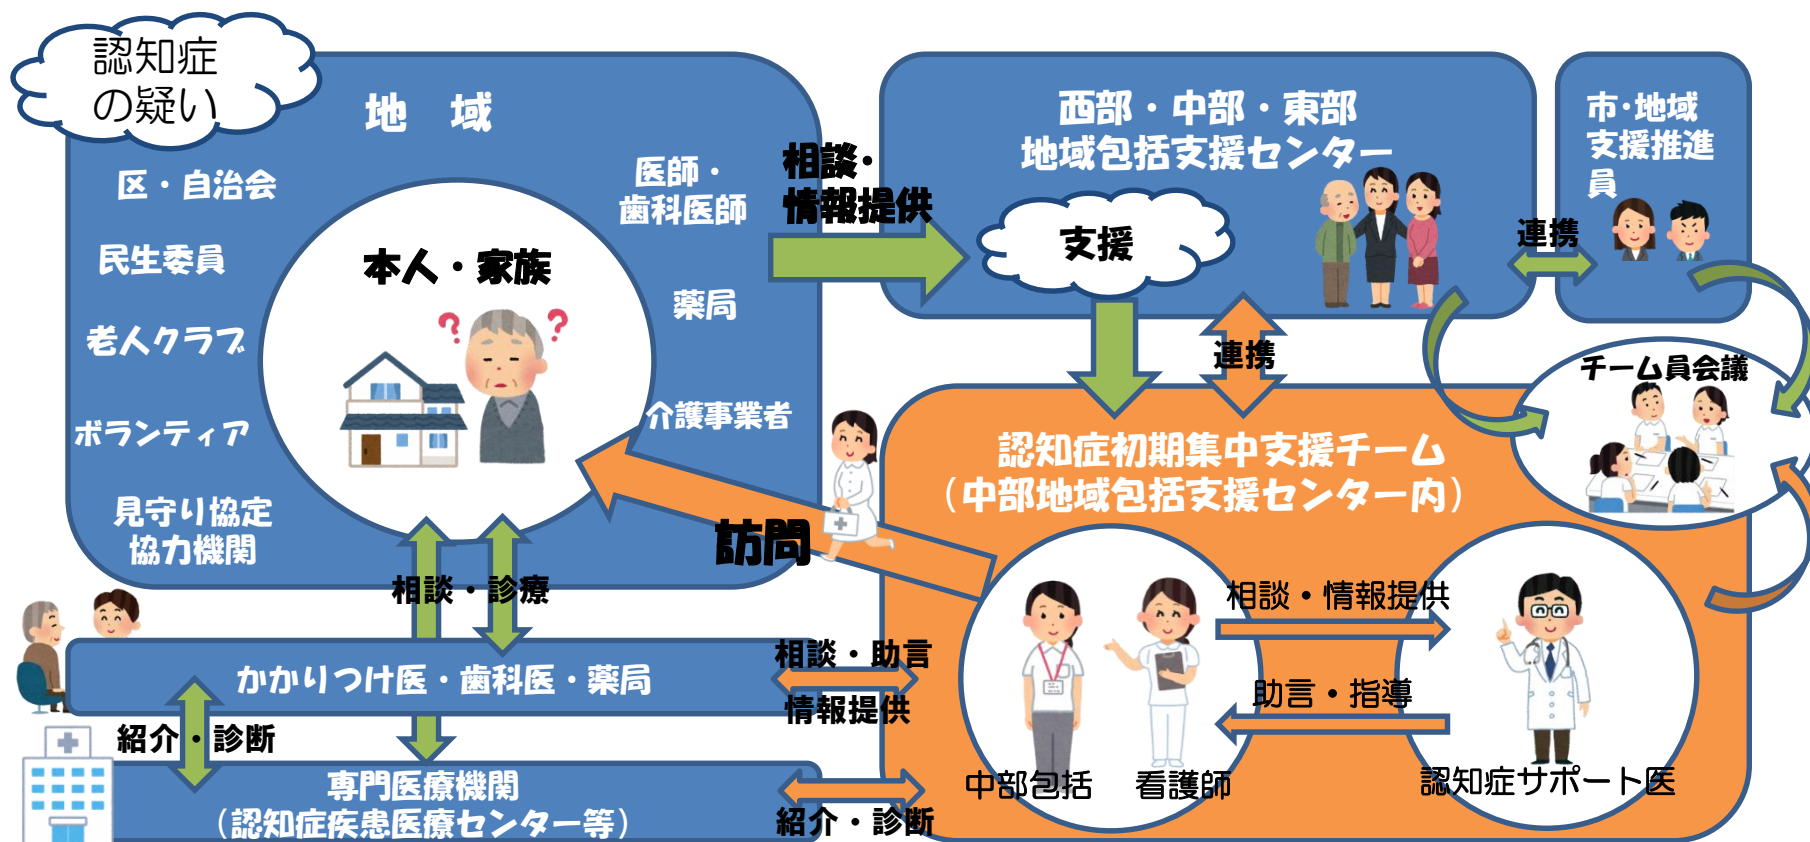 認知症
の疑い
地　域
区・自治会
民生委員
老人クラブ
ボランティア
見守り協定
協力機関
医師・
歯科医師
薬局
介護事業者
本人・家族
?
?
相談・
情報提供
西部・中部・東部
地域包括支援センター
支援
連携
市・地域
支援推進
員
連携
チーム員会議
認知症初期集中支援チーム
（中部地域包括支援センター内）
訪問
相談・診療
かかりつけ医・歯科医・薬局
相談・助言
情報提供
紹介・診断
専門医療機関
（認知症疾患医療センター等）
紹介・診断
相談・情報提供
助言・指導
中部包括
看護師
認知症サポート医